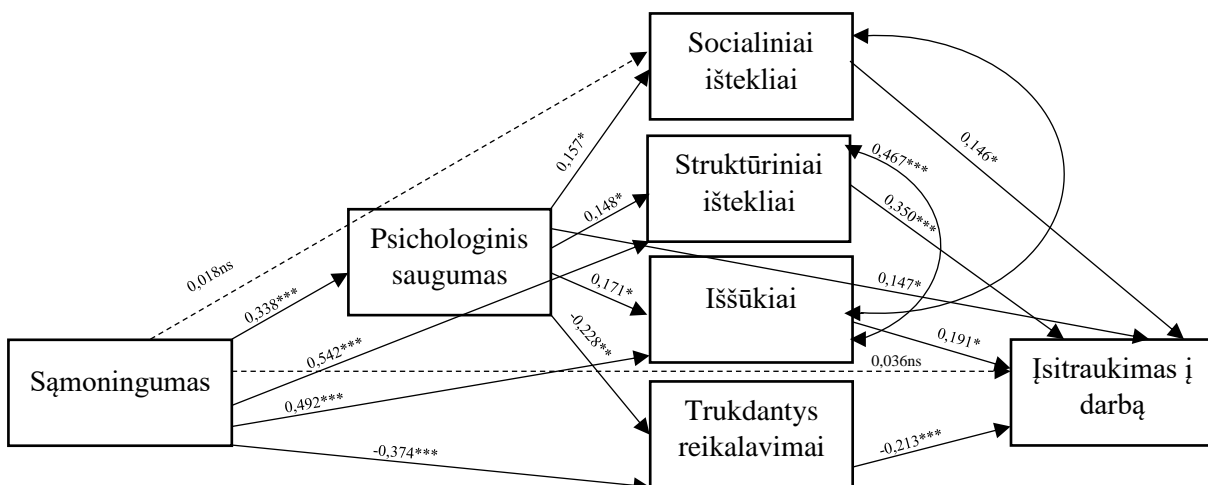 Socialiniai
ištekliai
0,157*
0,146*
Struktūriniai
ištekliai
0,467***
0,350***
0,148*
Psichologinis
saugumas
0,018ns
0,338***
0,171*
Iššūkiai
0,147*
-0,228**
0,542***
0,191*
0,036ns
Sąmoningumas
0,492***
Įsitraukimas į
darbą
Trukdantys
reikalavimai
-0,374***
-0,213***